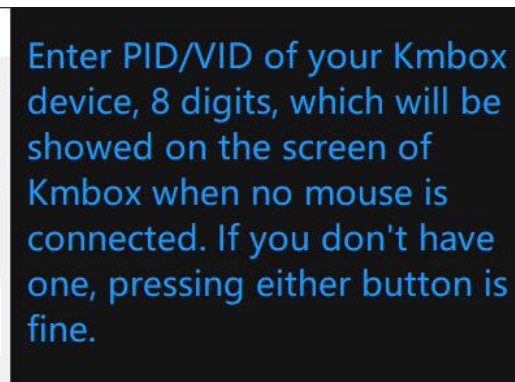 Enter PID/VID of your Kmbox
device, 8 digits, which will be
showed on the screen of
Kmbox when no mouse is
connected. If you don't have
one, pressing either button is
fine.